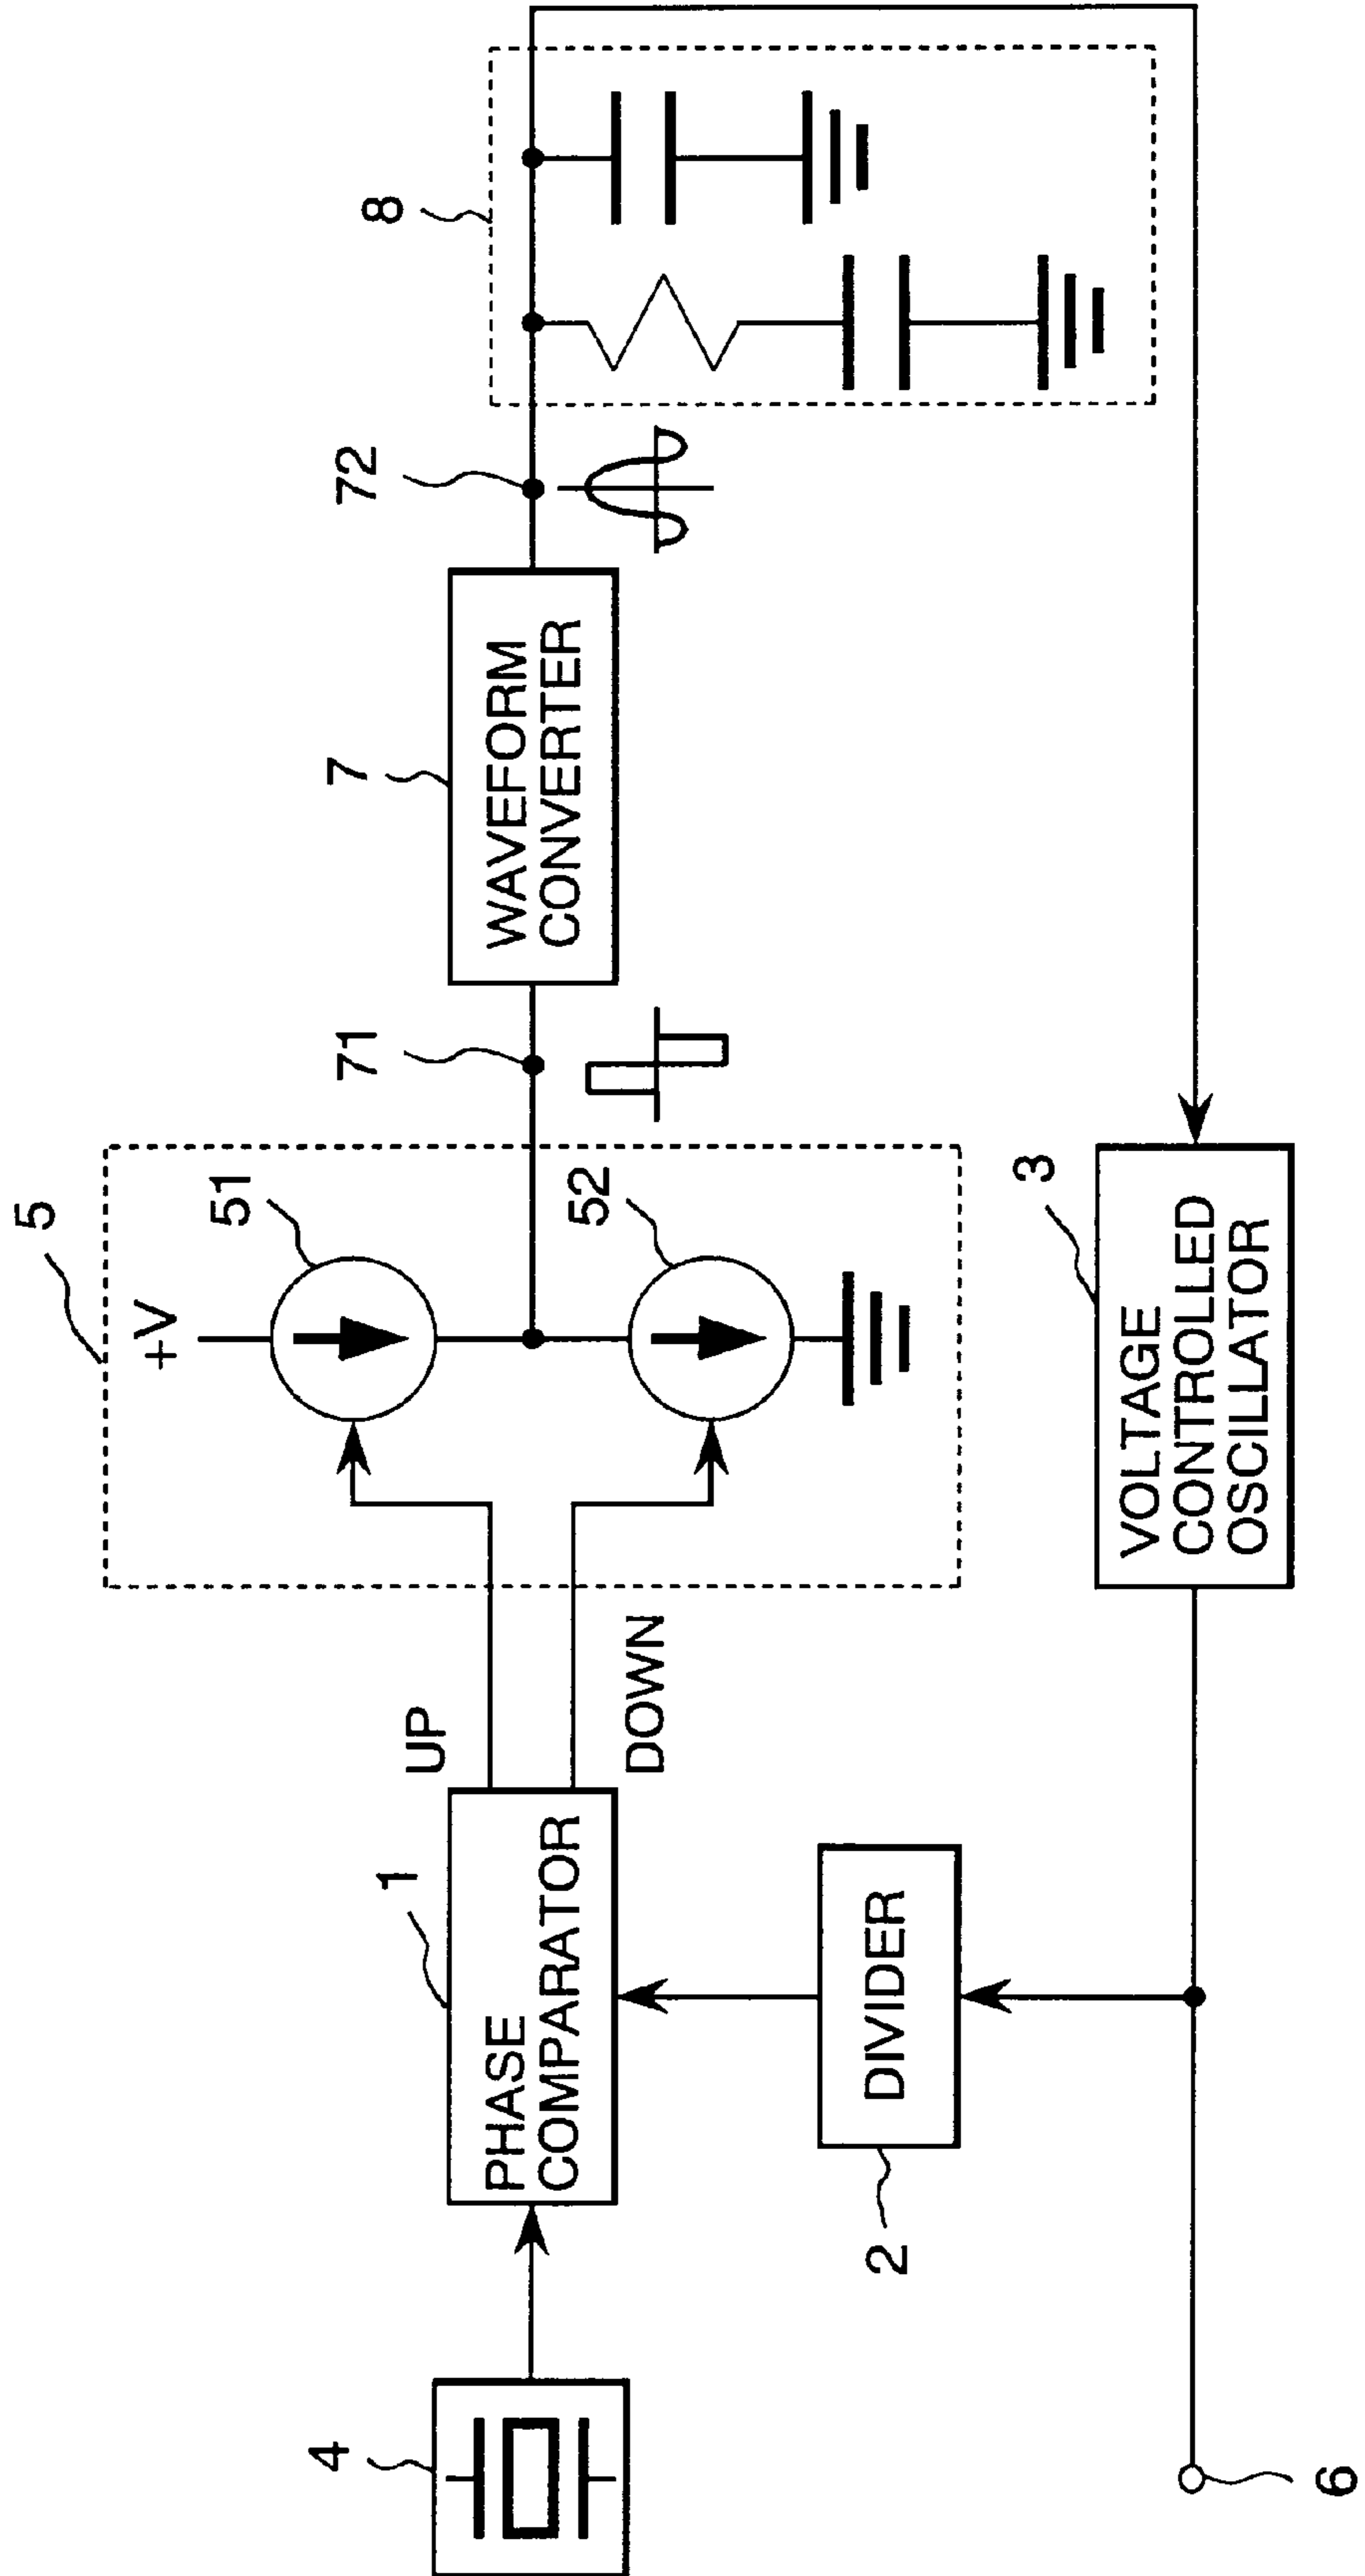 5
+V
51
52
71
7
WAVEFORM
CONVERTER
72
8
UP
DOWN
1
PHASE
COMPARATOR
4
DIVIDER
2
3
VOLTAGE
CONTROLLED
OSCILLATOR
6